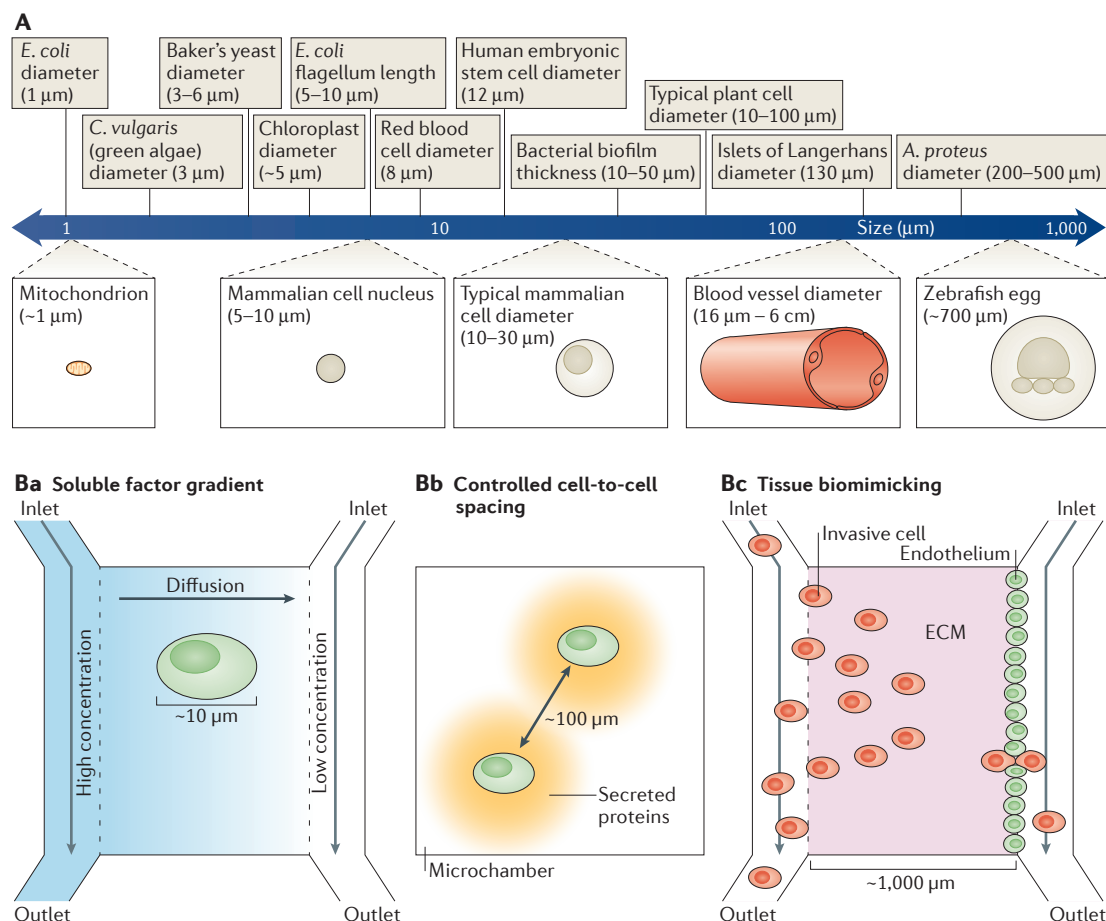 A
E. coli
diameter
(1 μm)
Baker's yeast
diameter
(3–6 μm)
E. coli
flagellum length
(5–10 μm)
Human embryonic
stem cell diameter
(12 μm)
Typical plant cell
diameter (10–100 μm)
C. vulgaris
(green algae)
diameter (3 μm)
Chloroplast
diameter
(~5 μm)
Red blood
cell diameter
(8 μm)
Bacterial biofilm
thickness (10–50 μm)
Islets of Langerhans
diameter (130 μm)
A. proteus
diameter (200–500 μm)
1 10 100 Size (μm) 1,000
Mitochondrion
(~1 μm)
Mammalian cell nucleus
(5–10 μm)
Typical mammalian
cell diameter
(10–30 μm)
Blood vessel diameter
(16 μm – 6 cm)
Zebrafish egg
(~700 μm)
Ba Soluble factor gradient
Inlet
Inlet
Diffusion
High concentration
~10 μm
Low concentration
Outlet
Outlet
Bb Controlled cell-to-cell
spacing
~100 μm
Secreted
proteins
Microchamber
Bc Tissue biomimicking
Inlet
Inlet
Invasive cell
Endothelium
ECM
~1,000 μm
Outlet
Outlet